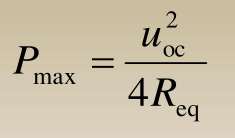 P_max = u_oc^2 / 4R_eq